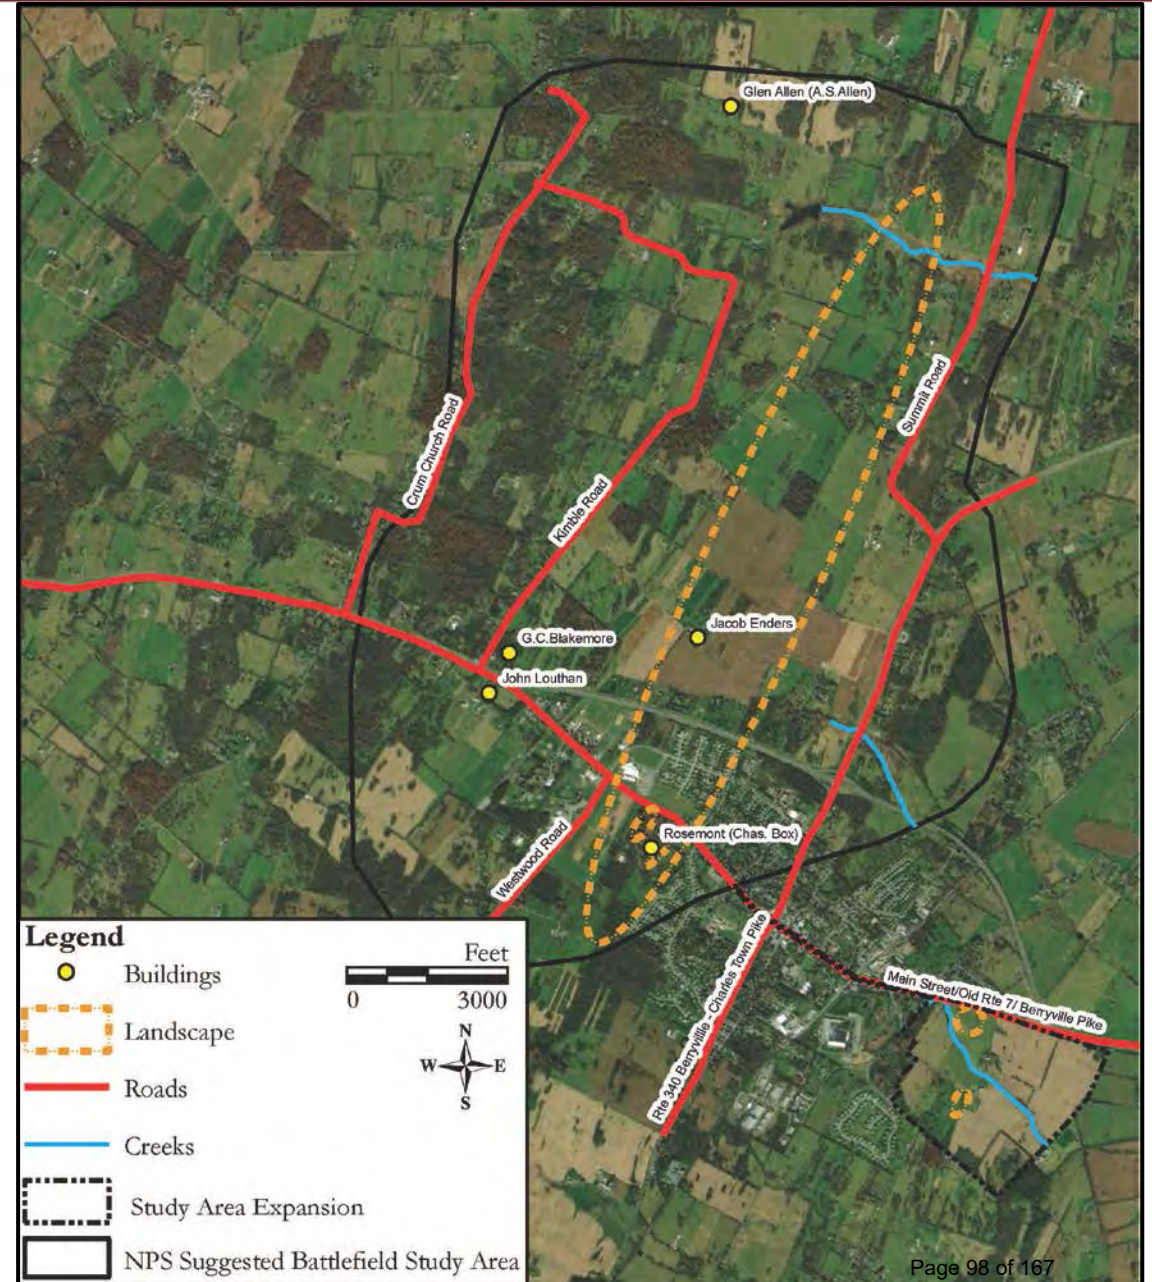 Glen Allen (A.S.Allen)
Summit Road
Crum Church Road
Kimble Road
Jacob Enders
G.C.Blakemore
John Louthan
Rosemont (Chas. Box)
Westwood Road
Rte 340 Berryville - Charles Town Pike
Main Street/Old Rte 7/ Berryville Pike
Legend
Buildings
Landscape
Roads
Creeks
Study Area Expansion
NPS Suggested Battlefield Study Area
Feet
0 3000
N
W E
S
Page 98 of 167